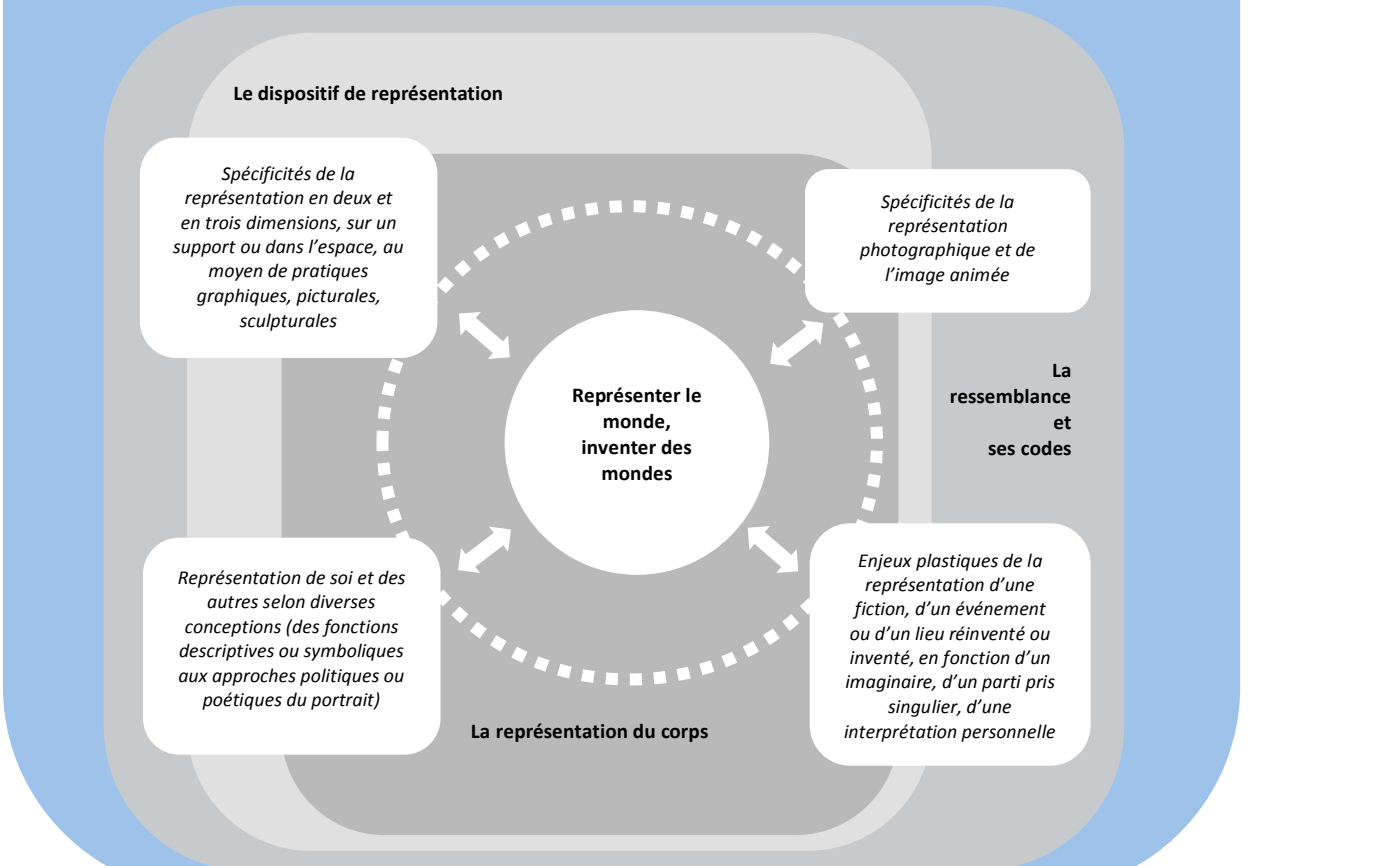 Le dispositif de représentation
Spécificités de la
représentation en deux et
en trois dimensions, sur un
support ou dans l’espace, au
moyen de pratiques
graphiques, picturales,
sculpturales
Spécificités de la
représentation
photographique et de
l’image animée
Représenter le
monde,
inventer des
mondes
La
ressemblance
et
ses codes
Représentation de soi et des
autres selon diverses
conceptions (des fonctions
descriptives ou symboliques
aux approches politiques ou
poétiques du portrait)
Enjeux plastiques de la
représentation d’une
fiction, d’un événement
ou d’un lieu réinventé ou
inventé, en fonction d’un
imaginaire, d’un parti pris
singulier, d’une
interprétation personnelle
La représentation du corps